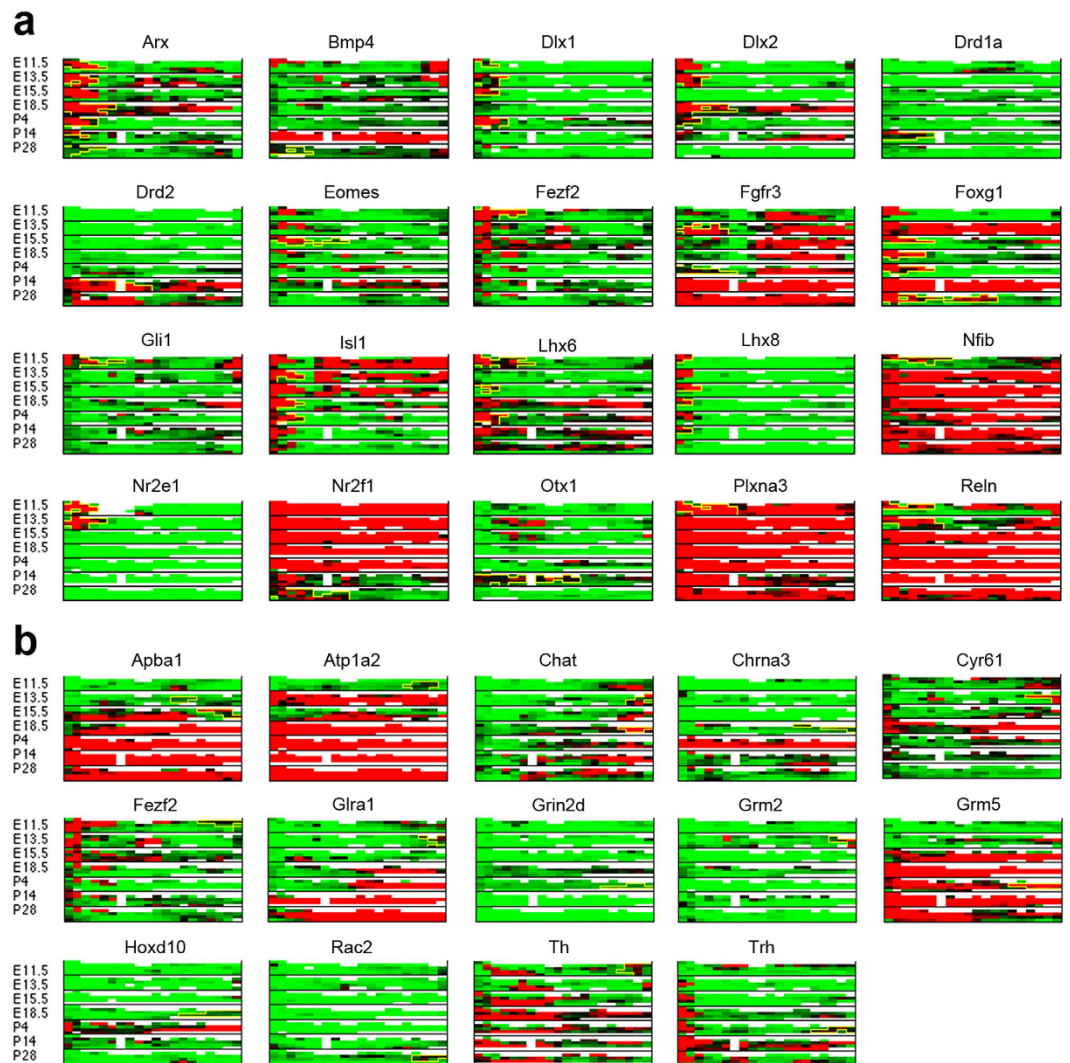 a
Arx Bmp4 Dlx1 Dlx2 Drd1a
E11.5
E13.5
E15.5
E18.5
P4
P14
P28
Drd2 Eomes Fezf2 Fgfr3 Foxg1
E11.5
E13.5
E15.5
E18.5
P4
P14
P28
Gli1 Isl1 Lhx6 Lhx8 Nfib
E11.5
E13.5
E15.5
E18.5
P4
P14
P28
Nr2e1 Nr2f1 Otx1 Plxna3 Reln
E11.5
E13.5
E15.5
E18.5
P4
P14
P28
b
Apba1 Atp1a2 Chat Chrna3 Cyr61
E11.5
E13.5
E15.5
E18.5
P4
P14
P28
Fezf2 Glra1 Grin2d Grm2 Grm5
E11.5
E13.5
E15.5
E18.5
P4
P14
P28
Hoxd10 Rac2 Th Trh
E11.5
E13.5
E15.5
E18.5
P4
P14
P28